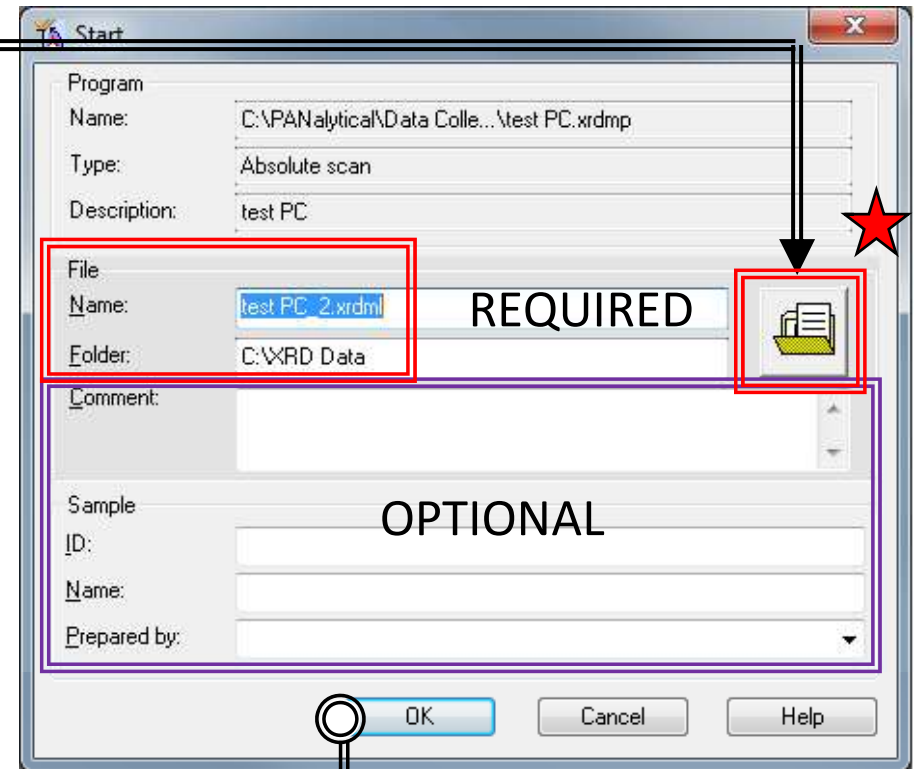 Start
Program
Name: C:\PANalytical\Data Colle...\test PC.xrdmp
Type: Absolute scan
Description: test PC
File
Name: test PC_2.xrdml REQUIRED
Folder: C:\XRD Data
Comment:
Sample
OPTIONAL
ID:
Name:
Prepared by:
OK Cancel Help